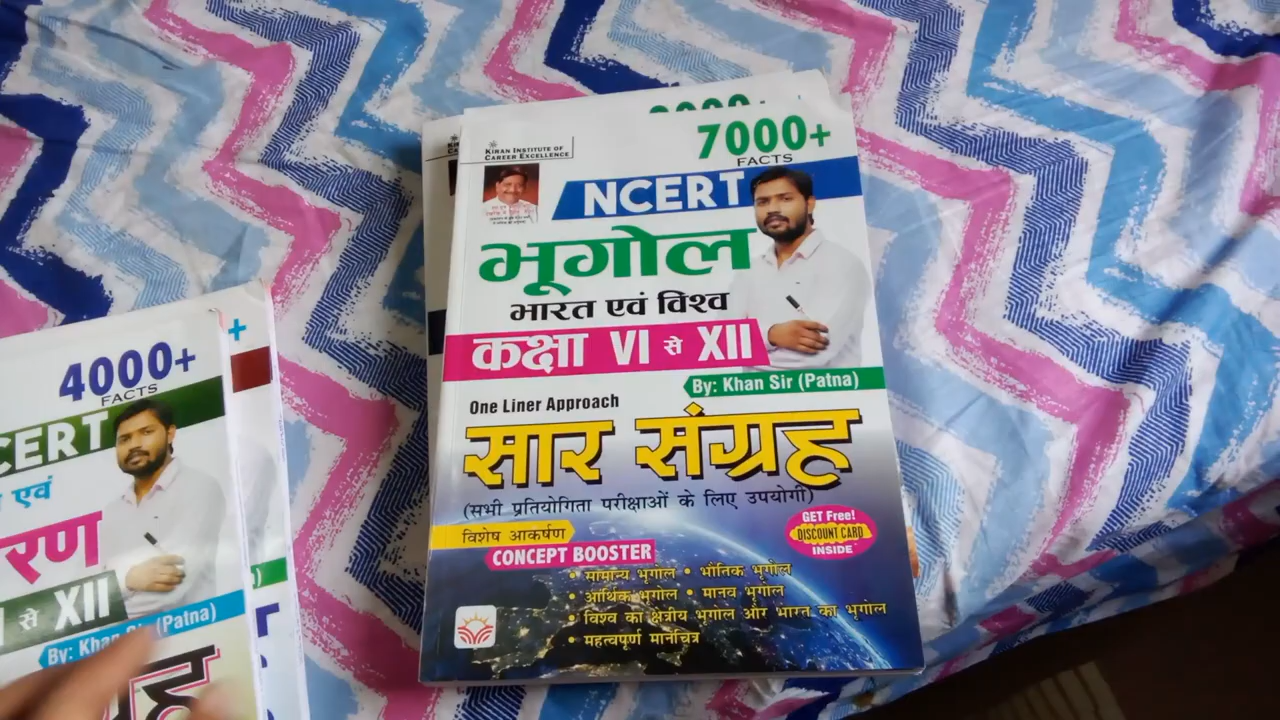 4000+
FACTS
CERT
एवं
रण
I से XII
By: Khan Sir (Patna)
KIRAN INSTITUTE OF
CAREER EXCELLENCE
7000+
FACTS
NCERT
भूगोल
भारत एवं विश्व
कक्षा VI से XII
By: Khan Sir (Patna)
One Liner Approach
सार संग्रह
(सभी प्रतियोगिता परीक्षाओं के लिए उपयोगी)
विशेष आकर्षण
CONCEPT BOOSTER
GET Free!
DISCOUNT CARD
INSIDE
• सामान्य भूगोल • भौतिक भूगोल
• आर्थिक भूगोल • मानव भूगोल
• विश्व का क्षेत्रीय भूगोल और भारत का भूगोल
• महत्वपूर्ण मानचित्र